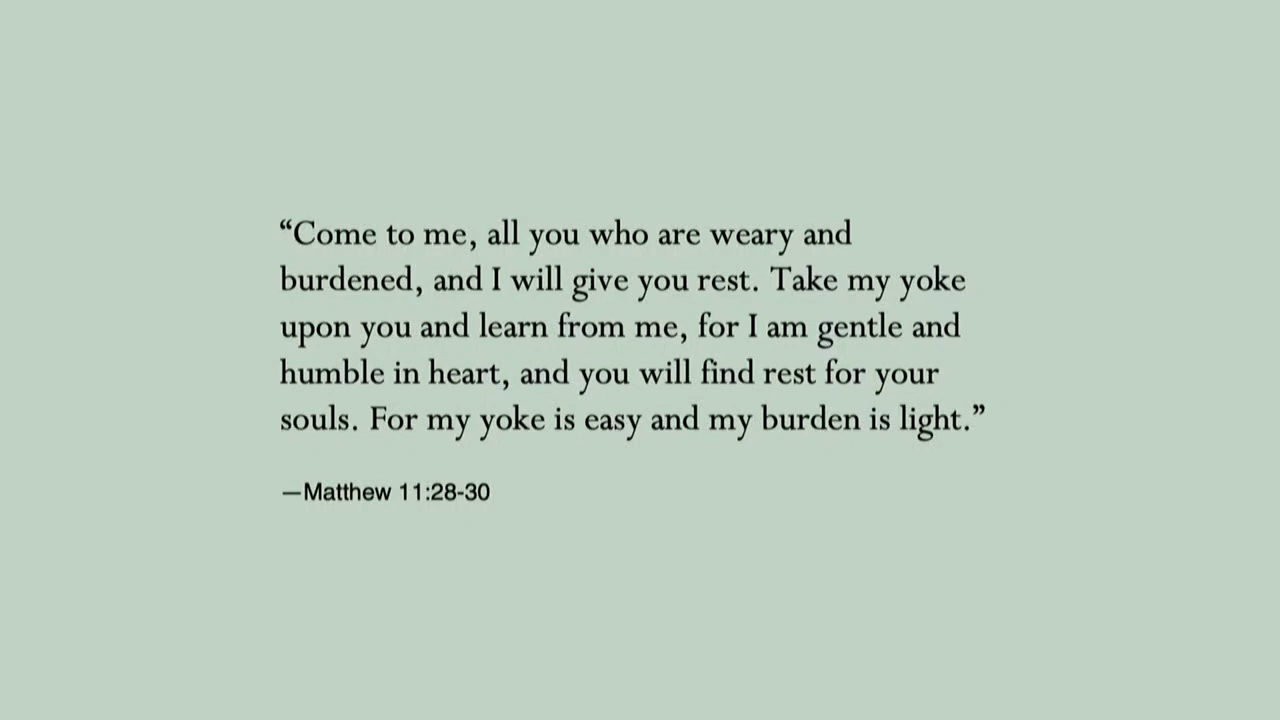 “Come to me, all you who are weary and
burdened, and I will give you rest. Take my yoke
upon you and learn from me, for I am gentle and
humble in heart, and you will find rest for your
souls. For my yoke is easy and my burden is light.”
—Matthew 11:28-30